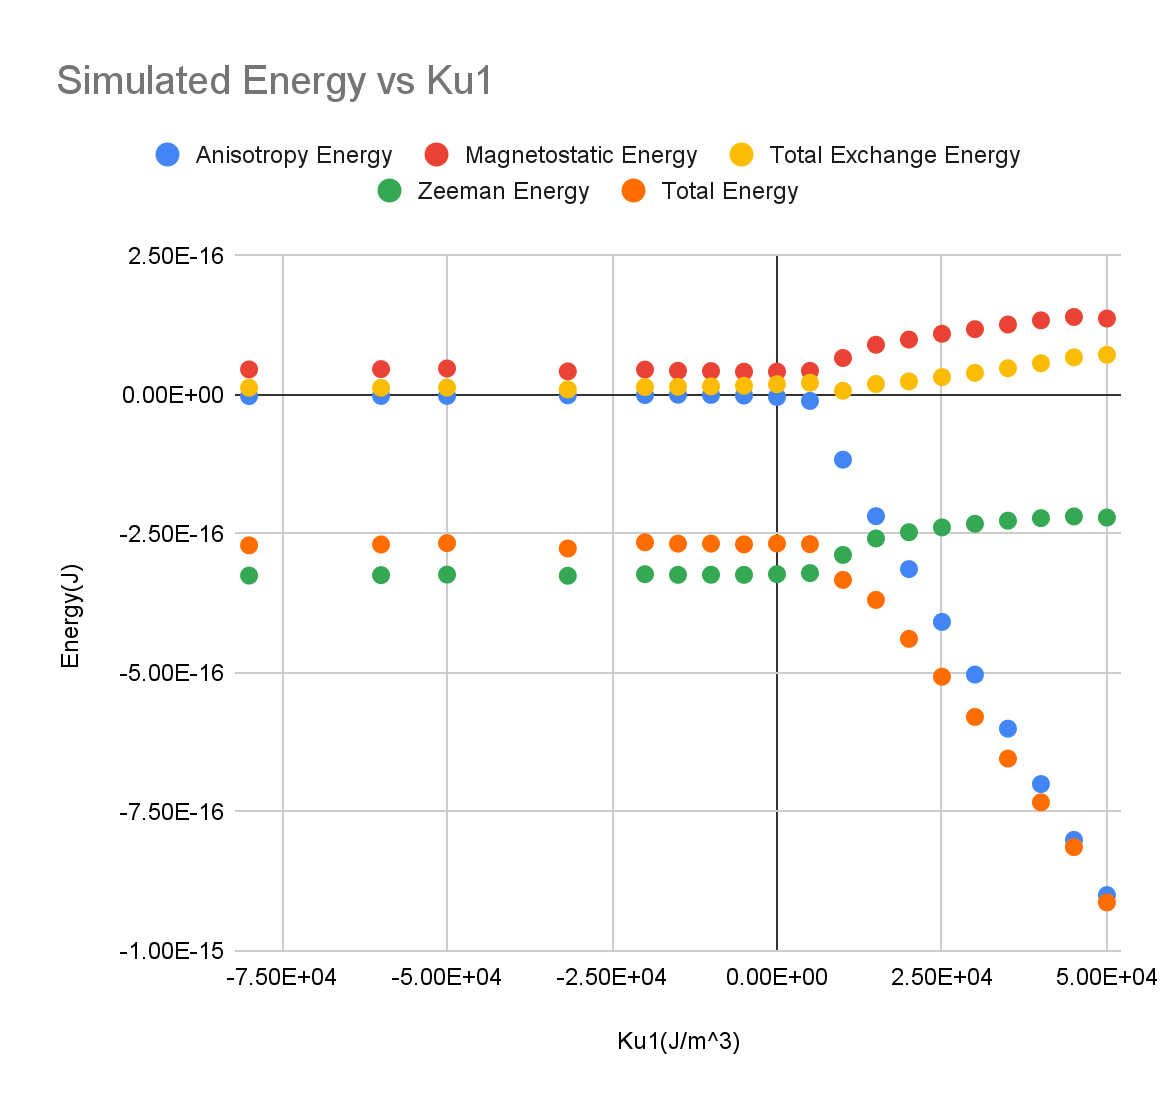 Simulated Energy vs Ku1
Anisotropy Energy Magnetostatic Energy Total Exchange Energy
Zeeman Energy Total Energy
2.50E-16
0.00E+00
-2.50E-16
-5.00E-16
-7.50E-16
-1.00E-15
Energy(J)
-7.50E+04 -5.00E+04 -2.50E+04 0.00E+00 2.50E+04 5.00E+04
Ku1(J/m^3)